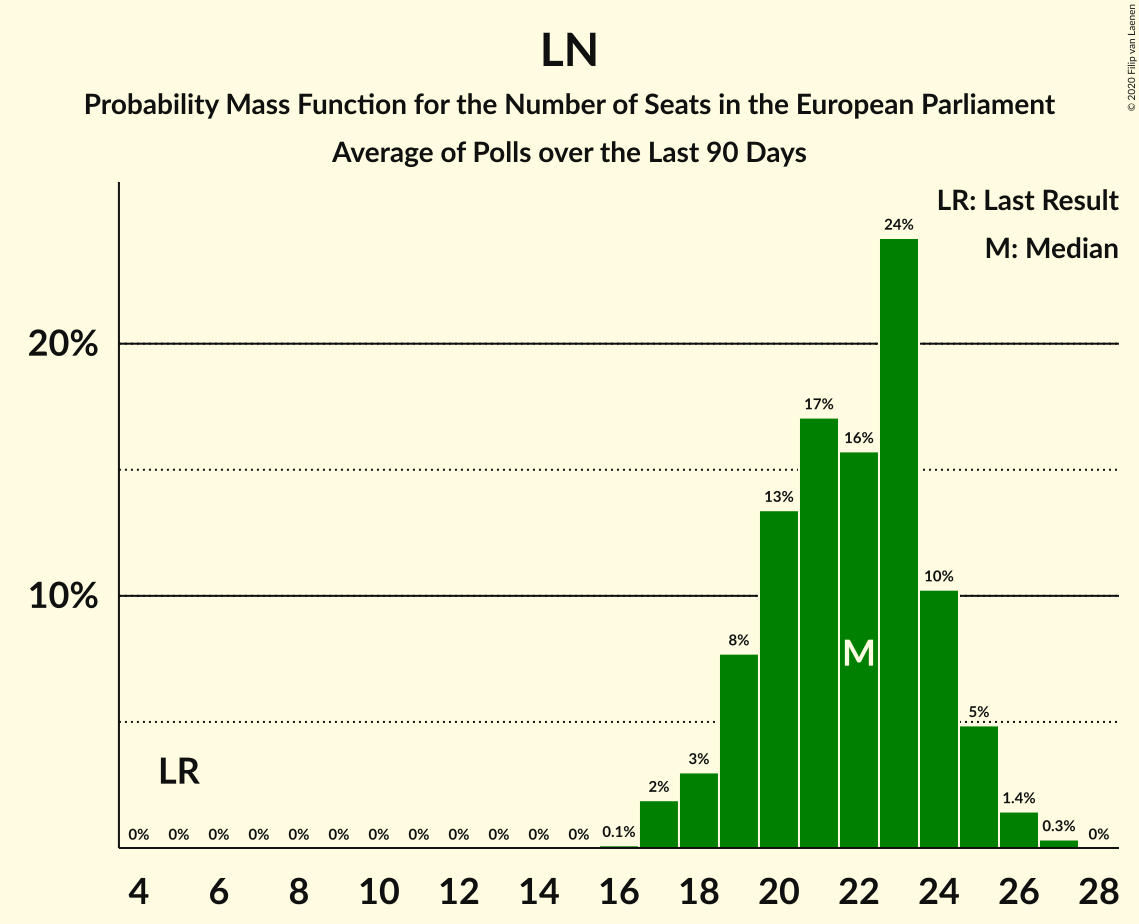 LN
Probability Mass Function for the Number of Seats in the European Parliament
Average of Polls over the Last 90 Days
© 2020 Filip van Laenen
LR: Last Result
M: Median
20%
10%
0% 0% 0% 0% 0% 0% 0% 0% 0% 0% 0% 0% 0.1% 2% 3% 8% 13% 17% 16% 24% 10% 5% 1.4% 0.3% 0%
LR
M
4 6 8 10 12 14 16 18 20 22 24 26 28